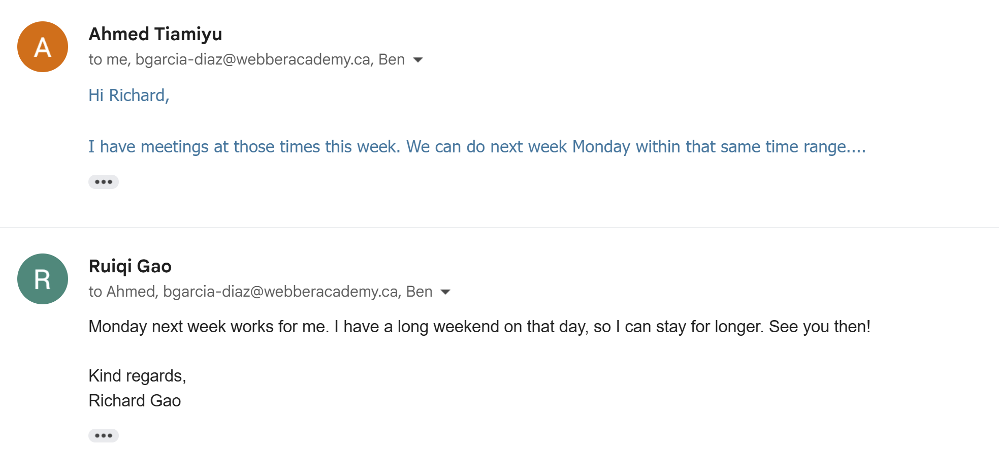 A
Ahmed Tiamiyu
to me, bgarcia-diaz@webberacademy.ca, Ben
Hi Richard,
I have meetings at those times this week. We can do next week Monday within that same time range....
R
Ruiqi Gao
to Ahmed, bgarcia-diaz@webberacademy.ca, Ben
Monday next week works for me. I have a long weekend on that day, so I can stay for longer. See you then!
Kind regards,
Richard Gao